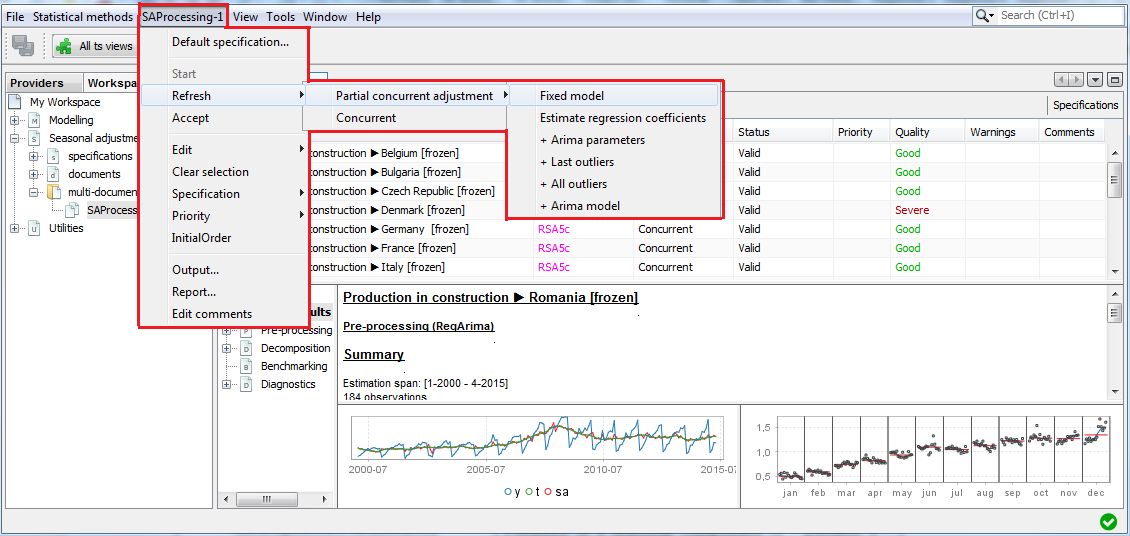 File Statistical methods SAProcessing-1 View Tools Window Help Search (Ctrl+I)
All ts views
Providers Workspa
My Workspace
Modelling
Seasonal adjustme
specifications
documents
multi-documen
SAProcess
Utilities
Default specification...
Start
Refresh
Accept
Edit
Clear selection
Specification
Priority
InitialOrder
Output...
Report...
Edit comments
Partial concurrent adjustment
Concurrent
Fixed model
Estimate regression coefficients
+ Arima parameters
+ Last outliers
+ All outliers
+ Arima model
Specifications
Status Priority Quality Warnings Comments
construction ▶ Belgium [frozen] Valid Good
construction ▶ Bulgaria [frozen] Valid Good
construction ▶ Czech Republic [frozen] Valid Good
construction ▶ Denmark [frozen] Valid Severe
construction ▶ Germany [frozen] RSA5c Concurrent Valid Good
construction ▶ France [frozen] RSA5c Concurrent Valid Good
construction ▶ Italy [frozen] RSA5c Concurrent Valid Good
ults
Pre-processing
Decomposition
Benchmarking
Diagnostics
Production in construction ▶ Romania [frozen]
Pre-processing (RegArima)
Summary
Estimation span: [1-2000 - 4-2015]
184 observations
2000-07 2005-07 2010-07 2015-07
y t sa
1,5
1,0
0,5
jan feb mar apr may jun jul aug sep oct nov dec